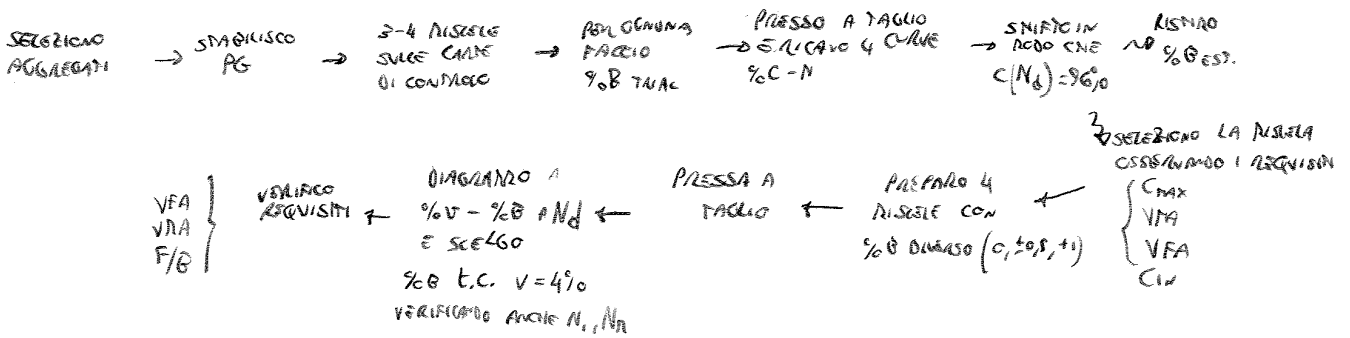 SELEZIONO
AGGREGATI
→ STABILISCO
PG
→ 3-4 MISCELE
SULLE CARTE
DI CONTROLLO
→ PER OGNUNA
FACCIO
%B TRIAL
→ PRESSO A TAGLIO
E RICAVO 4 CURVE
%C - N
→ SHIFTO IN
MODO CHE
C(Nd) = 96%
→ RISTIMO
%B EST.
SELEZIONO LA MISCELA
OSSERVANDO I REQUISITI
CMAX
VMA
VFA
CIN
← PREPARO 4
MISCELE CON
%B DIVERSO (0, ±0,5, +1)
← PRESSA A
TAGLIO
← DIAGRAMMO A
%V - %B A Nd
E SCELGO
%B t.c. V = 4%
VERIFICANDO ANCHE Ni, Nm
← VERIFICO
REQUISITI
VFA
VMA
F/B